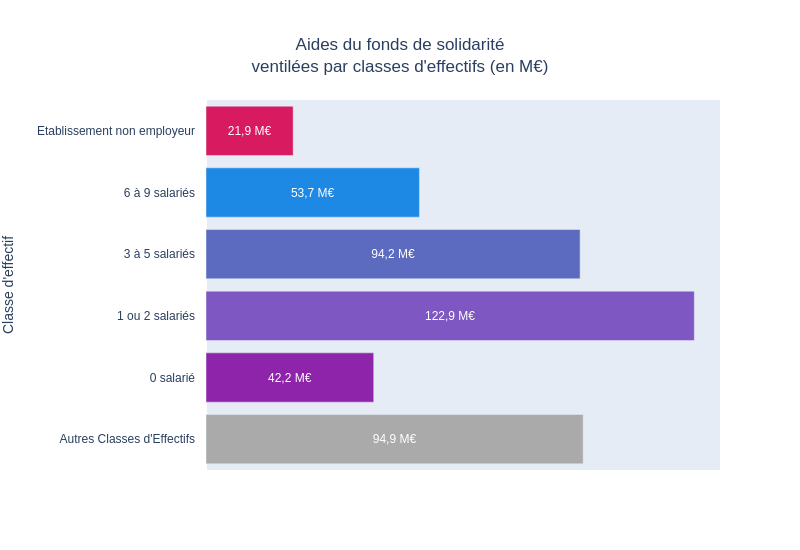 Aides du fonds de solidarité
ventilées par classes d'effectifs (en M€)
Classe d'effectif
Etablissement non employeur
21,9 M€
6 à 9 salariés
53,7 M€
3 à 5 salariés
94,2 M€
1 ou 2 salariés
122,9 M€
0 salarié
42,2 M€
Autres Classes d'Effectifs
94,9 M€